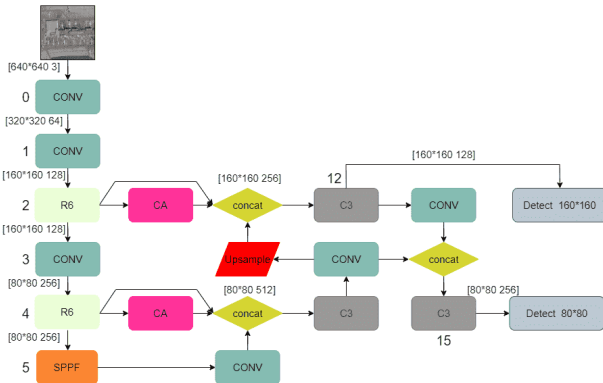 [640*640 3]
0 CONV
[320*320 64]
1 CONV
[160*160 128] [160*160 256] 12 [160*160 128]
2 R6 CA concat C3 CONV Detect 160*160
[160*160 128]
3 CONV Upsample CONV concat
[80*80 256] [80*80 512] [80*80 256]
4 R6 CA concat C3 C3 Detect 80*80
[80*80 256] 15
5 SPPF CONV